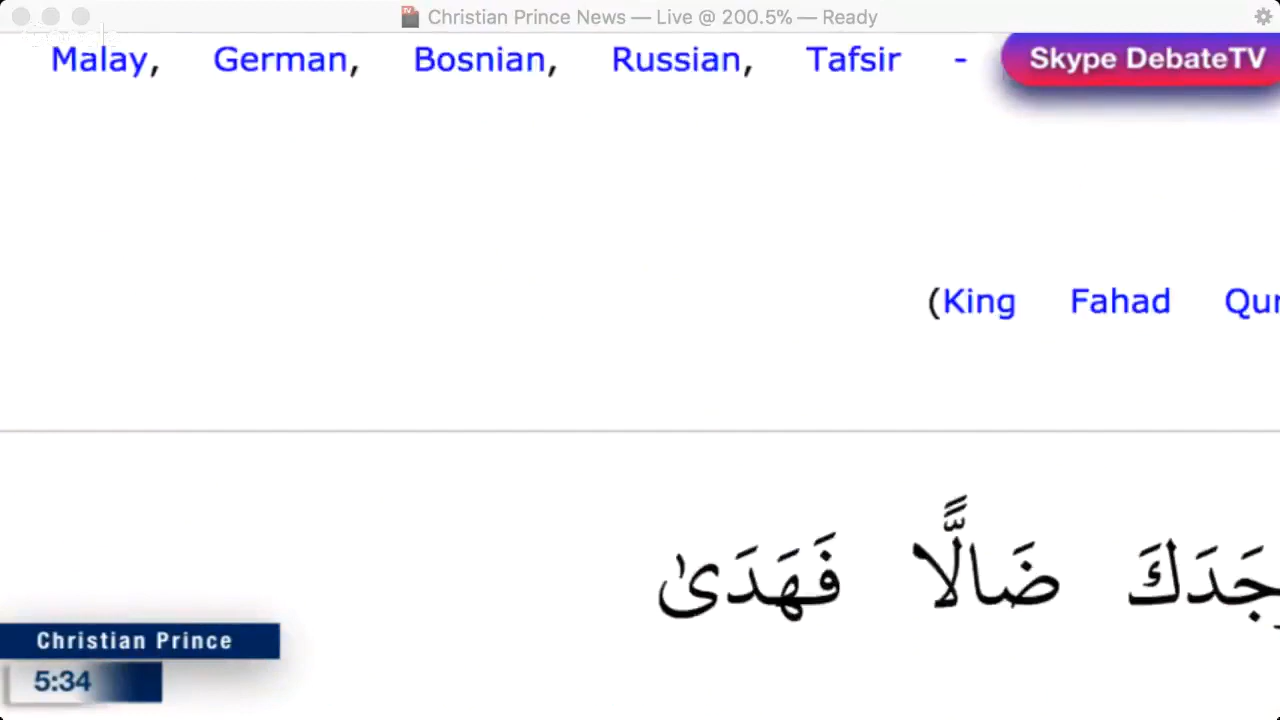 Christian Prince News — Live @ 200.5% — Ready
Malay, German, Bosnian, Russian, Tafsir -
Skype DebateTV
(King Fahad
ضَالًّا فَهَدَىٰ
Christian Prince
5:34